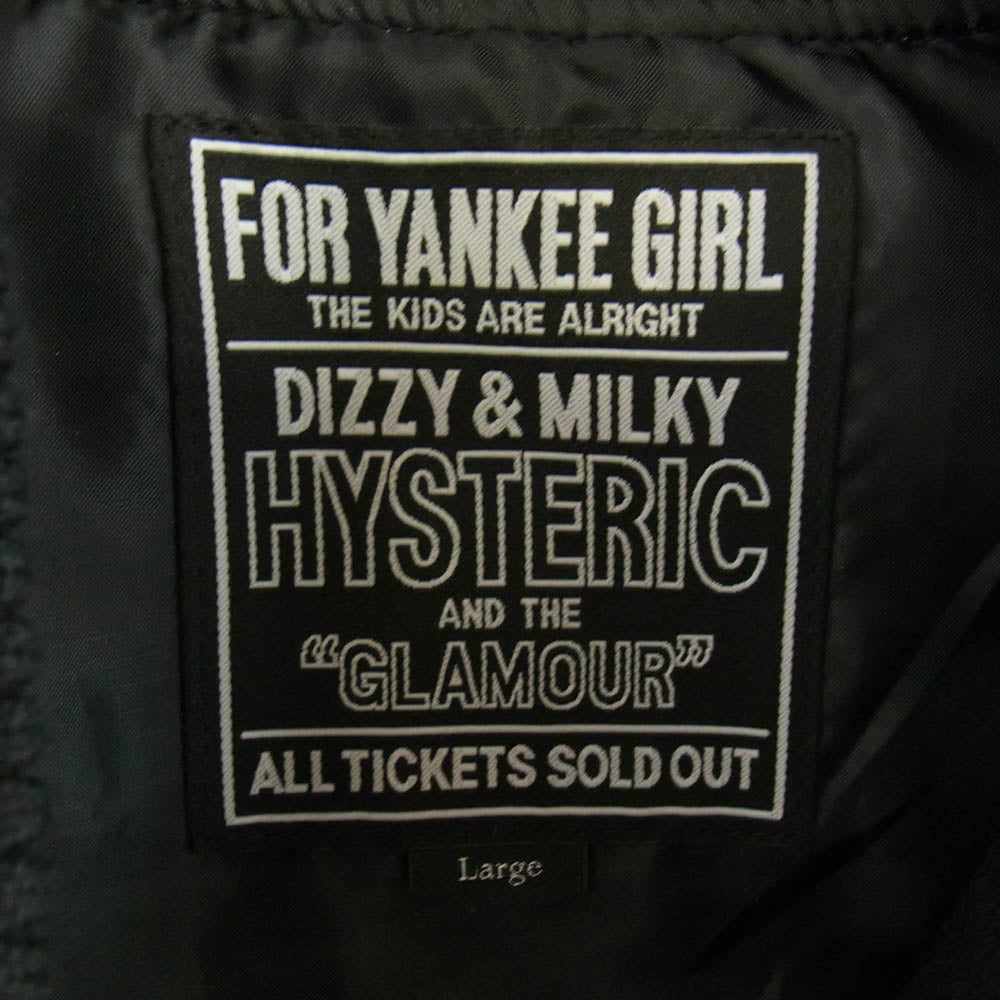 FOR YANKEE GIRL
THE KIDS ARE ALRIGHT
DIZZY & MILKY
HYSTERIC
AND THE
“GLAMOUR”
ALL TICKETS SOLD OUT
Large